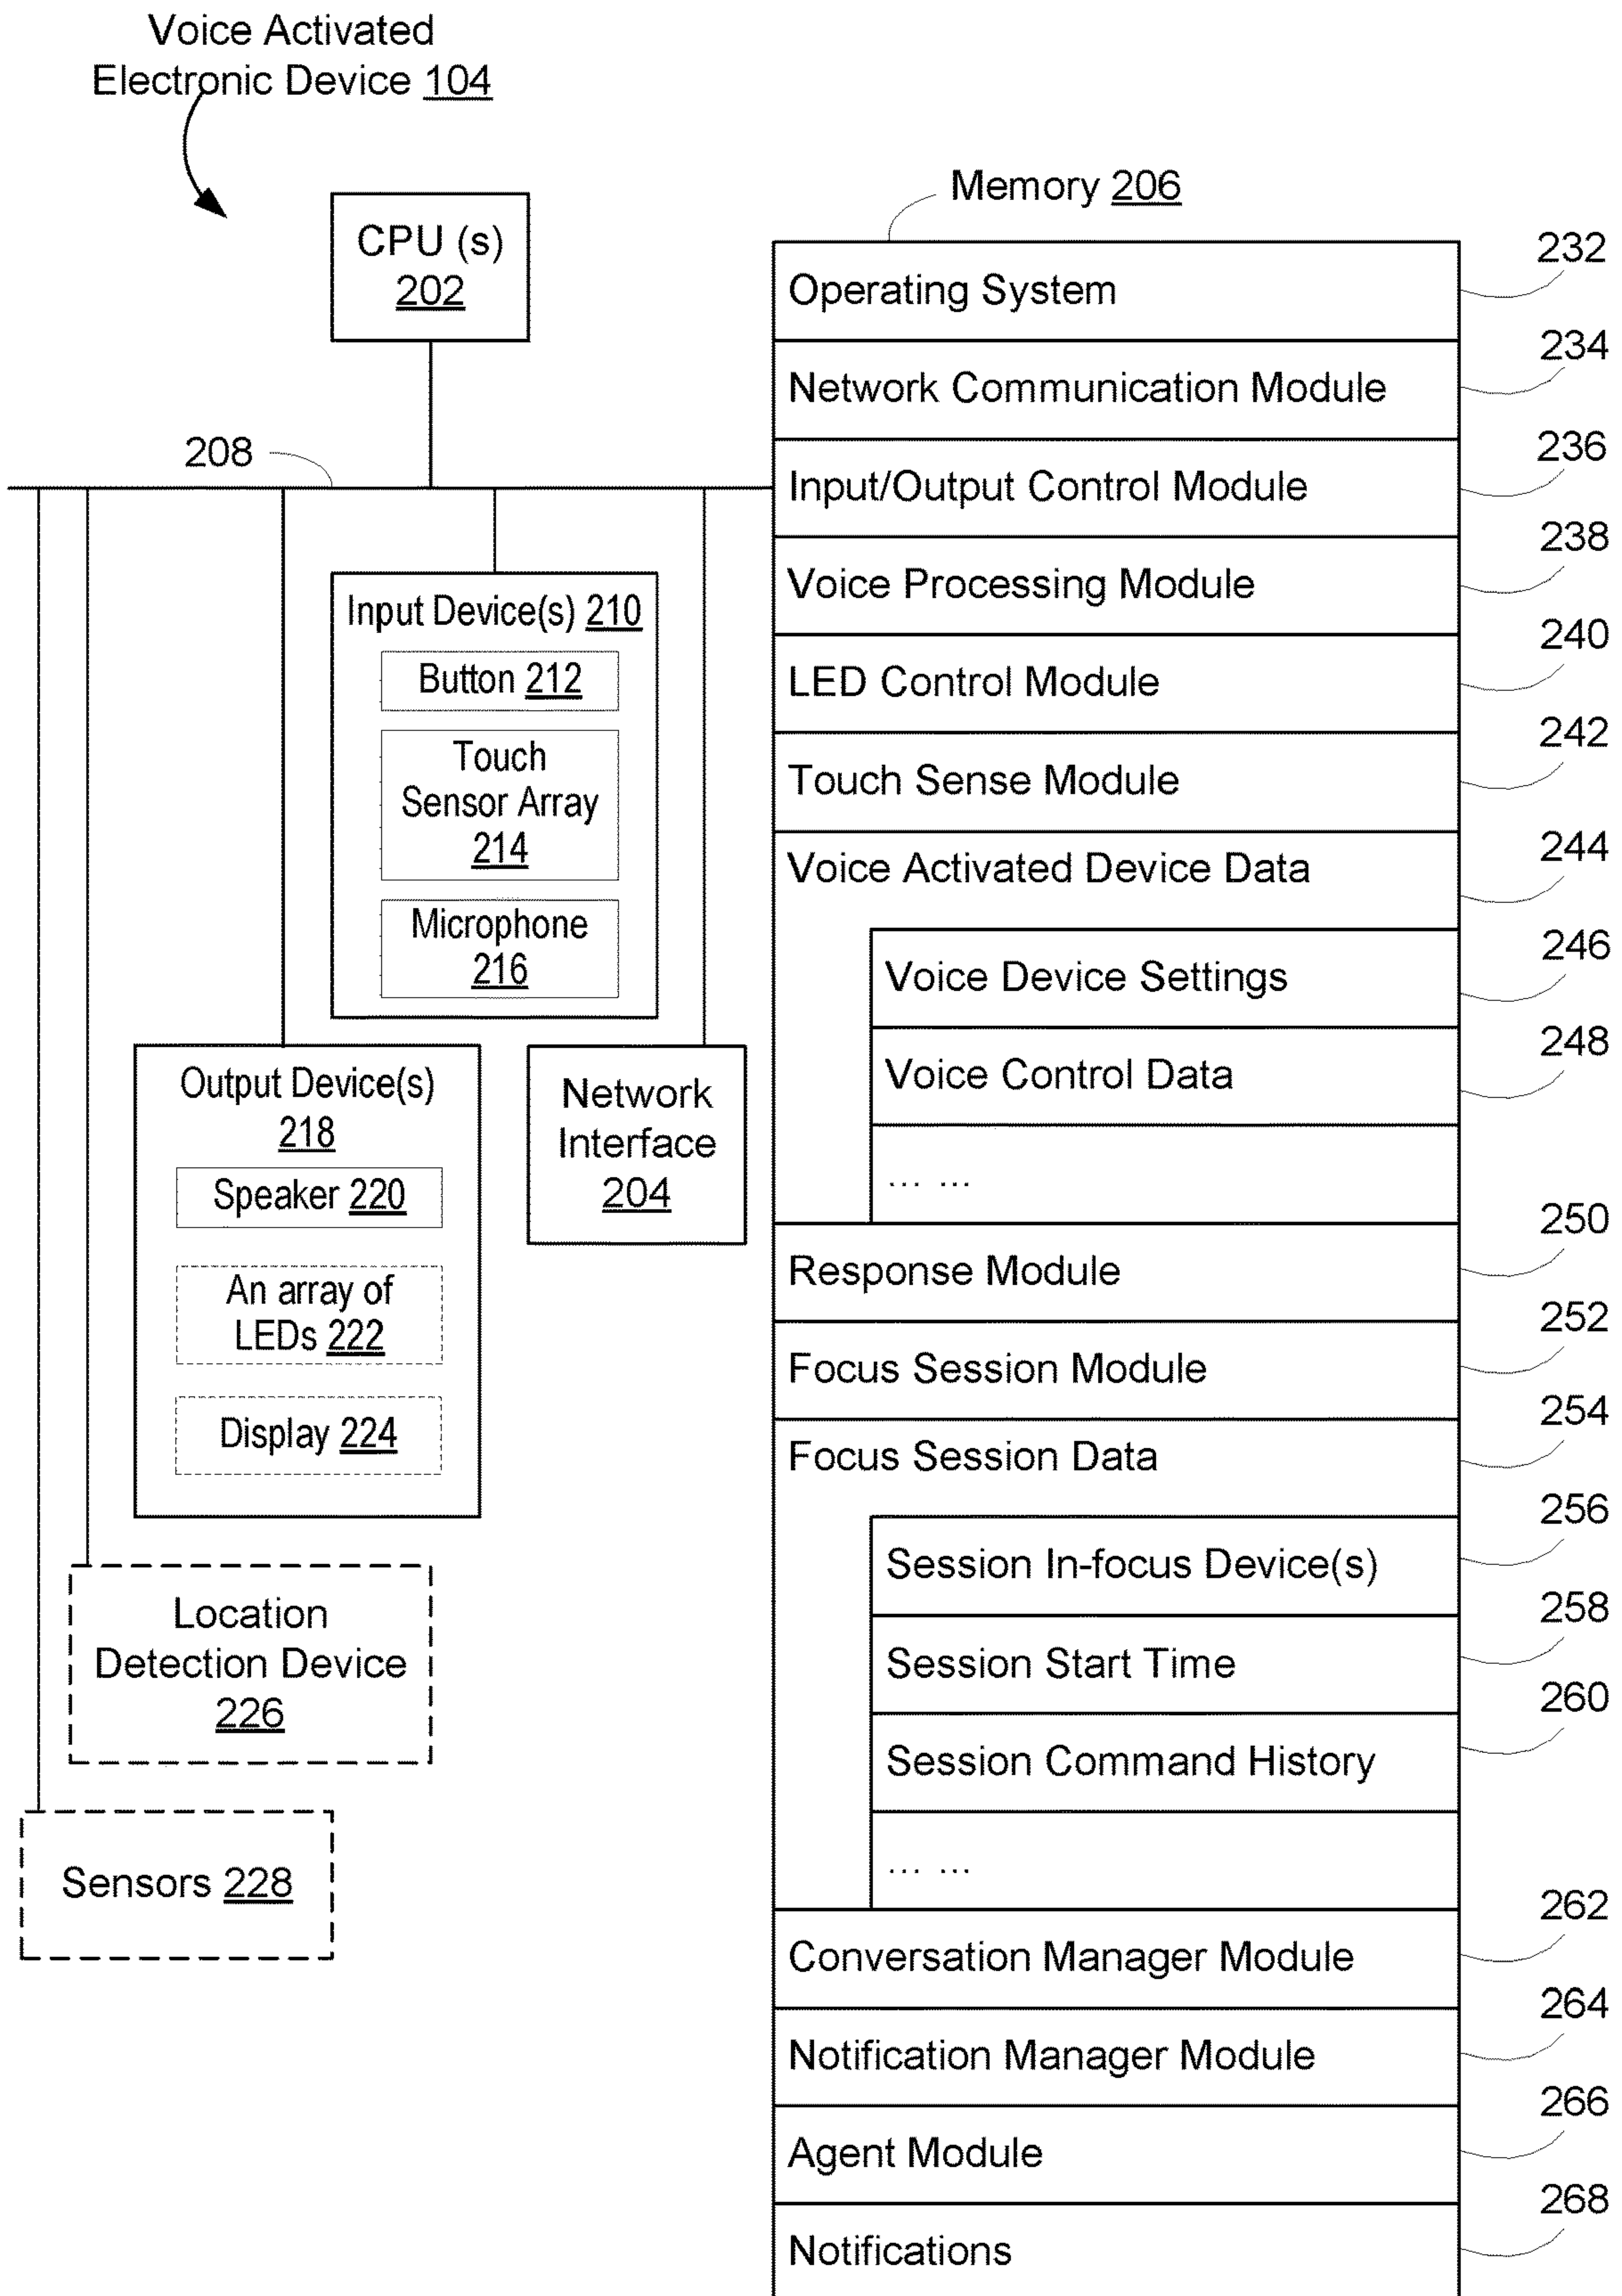 Voice Activated
Electronic Device 104
CPU (s)
202
208
Input Device(s) 210
Button 212
Touch
Sensor Array
214
Microphone
216
Output Device(s)
218
Speaker 220
An array of
LEDs 222
Display 224
Network
Interface
204
Location
Detection Device
226
Sensors 228
Memory 206
Operating System
232
Network Communication Module
234
Input/Output Control Module
236
Voice Processing Module
238
LED Control Module
240
Touch Sense Module
242
Voice Activated Device Data
244
Voice Device Settings
246
Voice Control Data
248
... ...
Response Module
250
Focus Session Module
252
Focus Session Data
254
Session In-focus Device(s)
256
Session Start Time
258
Session Command History
260
... ...
Conversation Manager Module
262
Notification Manager Module
264
Agent Module
266
Notifications
268